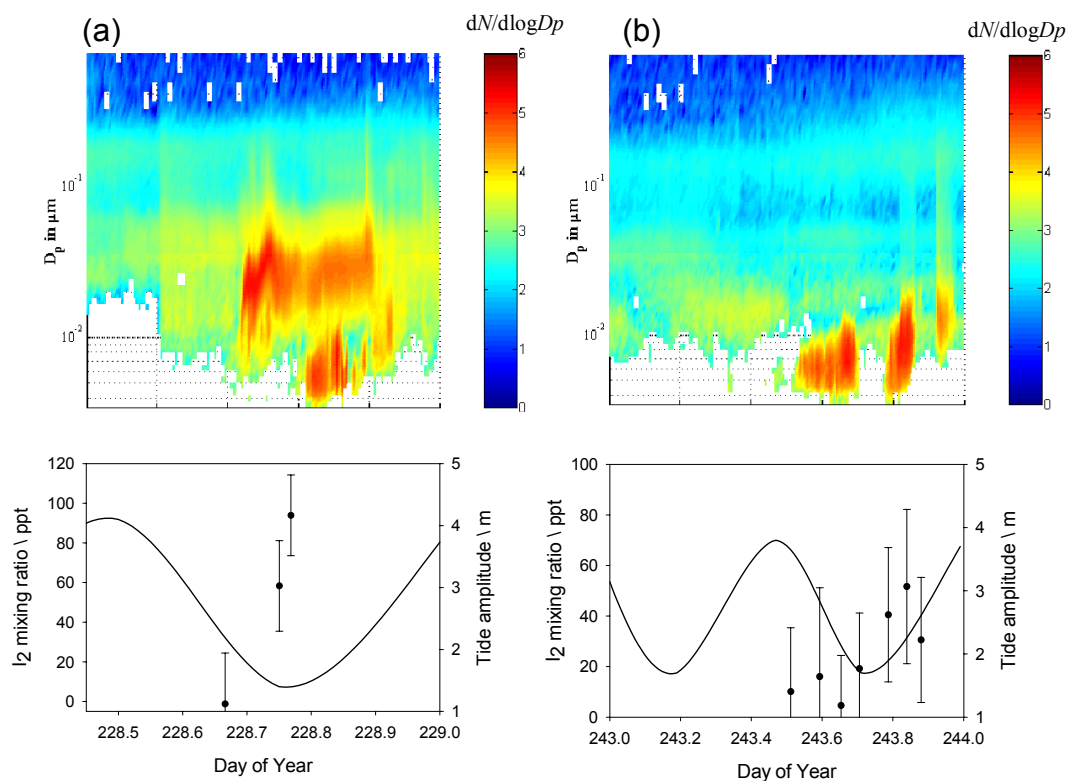 (a)
dN/dlogDp
(b)
dN/dlogDp
6
5
4
3
2
1
0
6
5
4
3
2
1
0
10⁻¹
10⁻²
Dₚ in μm
10⁻¹
10⁻²
Dₚ in μm
120
100
80
60
40
20
0
I₂ mixing ratio \ ppt
5
4
3
2
1
Tide amplitude \ m
228.5 228.6 228.7 228.8 228.9 229.0
Day of Year
100
80
60
40
20
0
I₂ mixing ratio \ ppt
5
4
3
2
1
Tide amplitude \ m
243.0 243.2 243.4 243.6 243.8 244.0
Day of Year